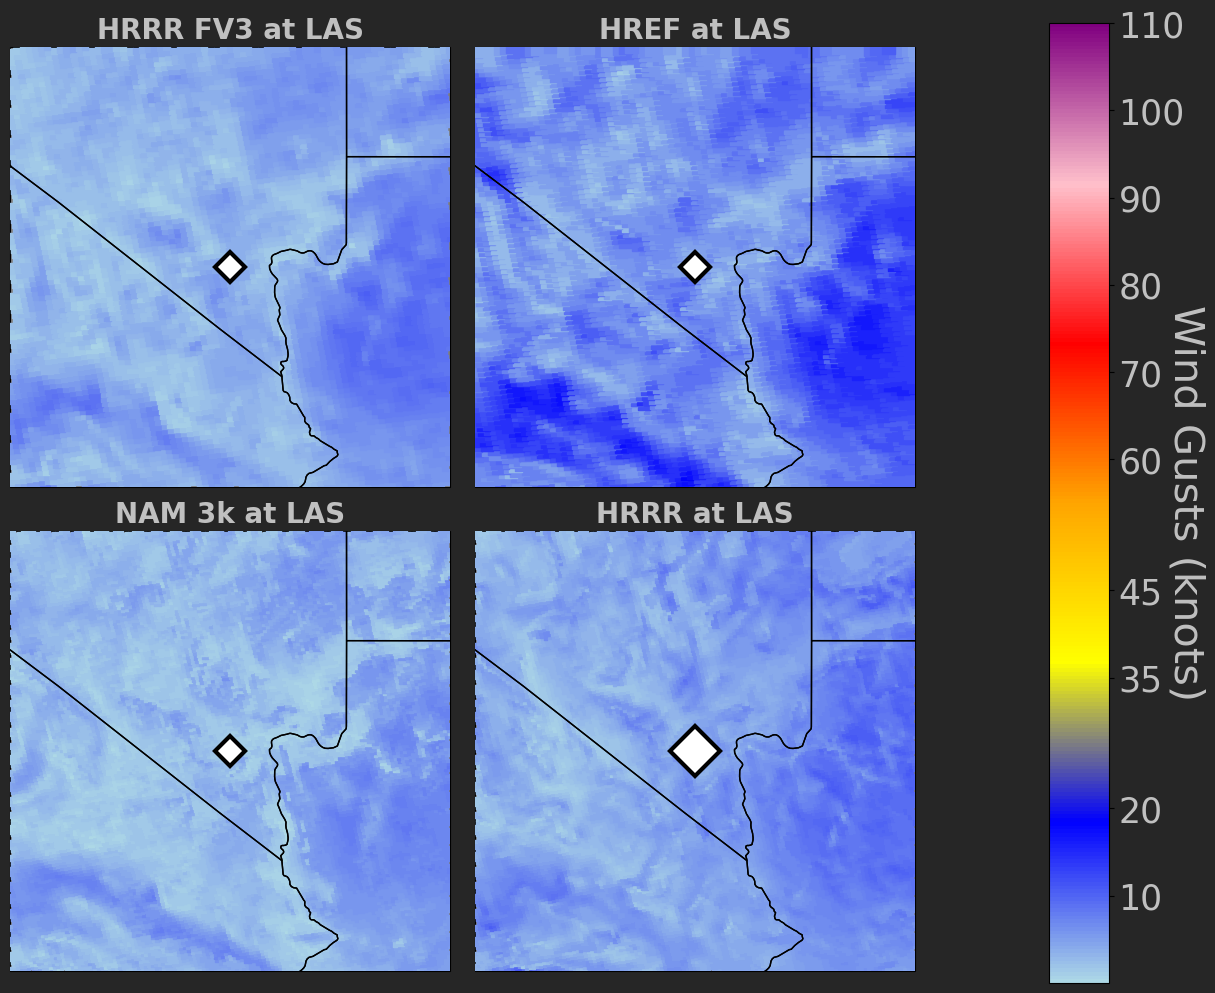 HRRR FV3 at LAS
HREF at LAS
NAM 3k at LAS
HRRR at LAS
110
100
90
80
70
60
45
35
20
10
Wind Gusts (knots)